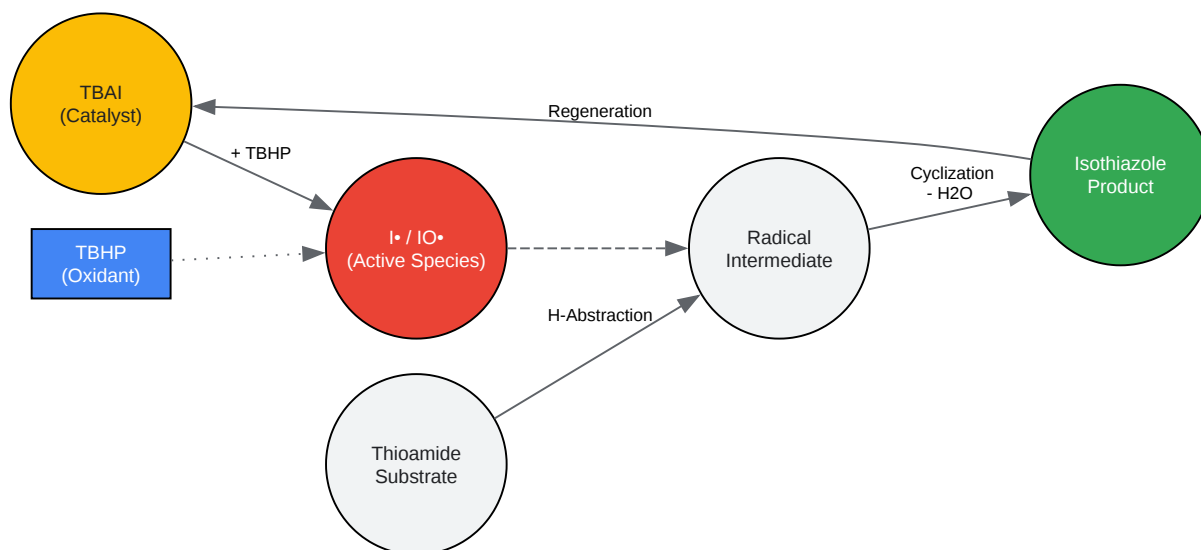 TBAI
(Catalyst)
Regeneration
+ TBHP
TBHP
(Oxidant)
I• / IO•
(Active Species)
Radical
Intermediate
Cyclization
- H2O
Isothiazole
Product
H-Abstraction
Thioamide
Substrate